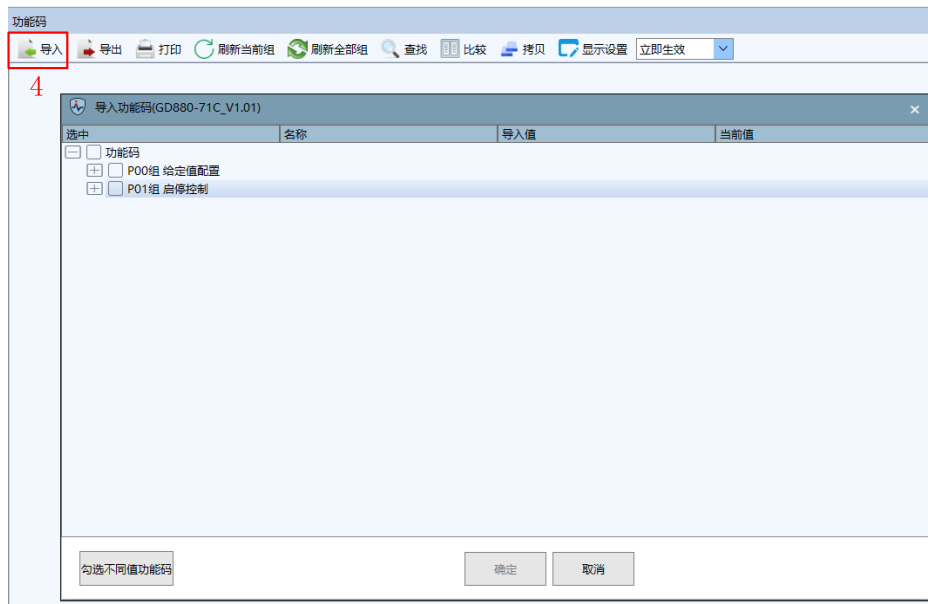 功能码
导入 导出 打印 刷新当前组 刷新全部组 查找 比较 拷贝 显示设置 立即生效
4
导入功能码(GD880-71C_V1.01)
选中 名称 导入值 当前值
功能码
P00组 给定值配置
P01组 启停控制
勾选不同值功能码 确定 取消